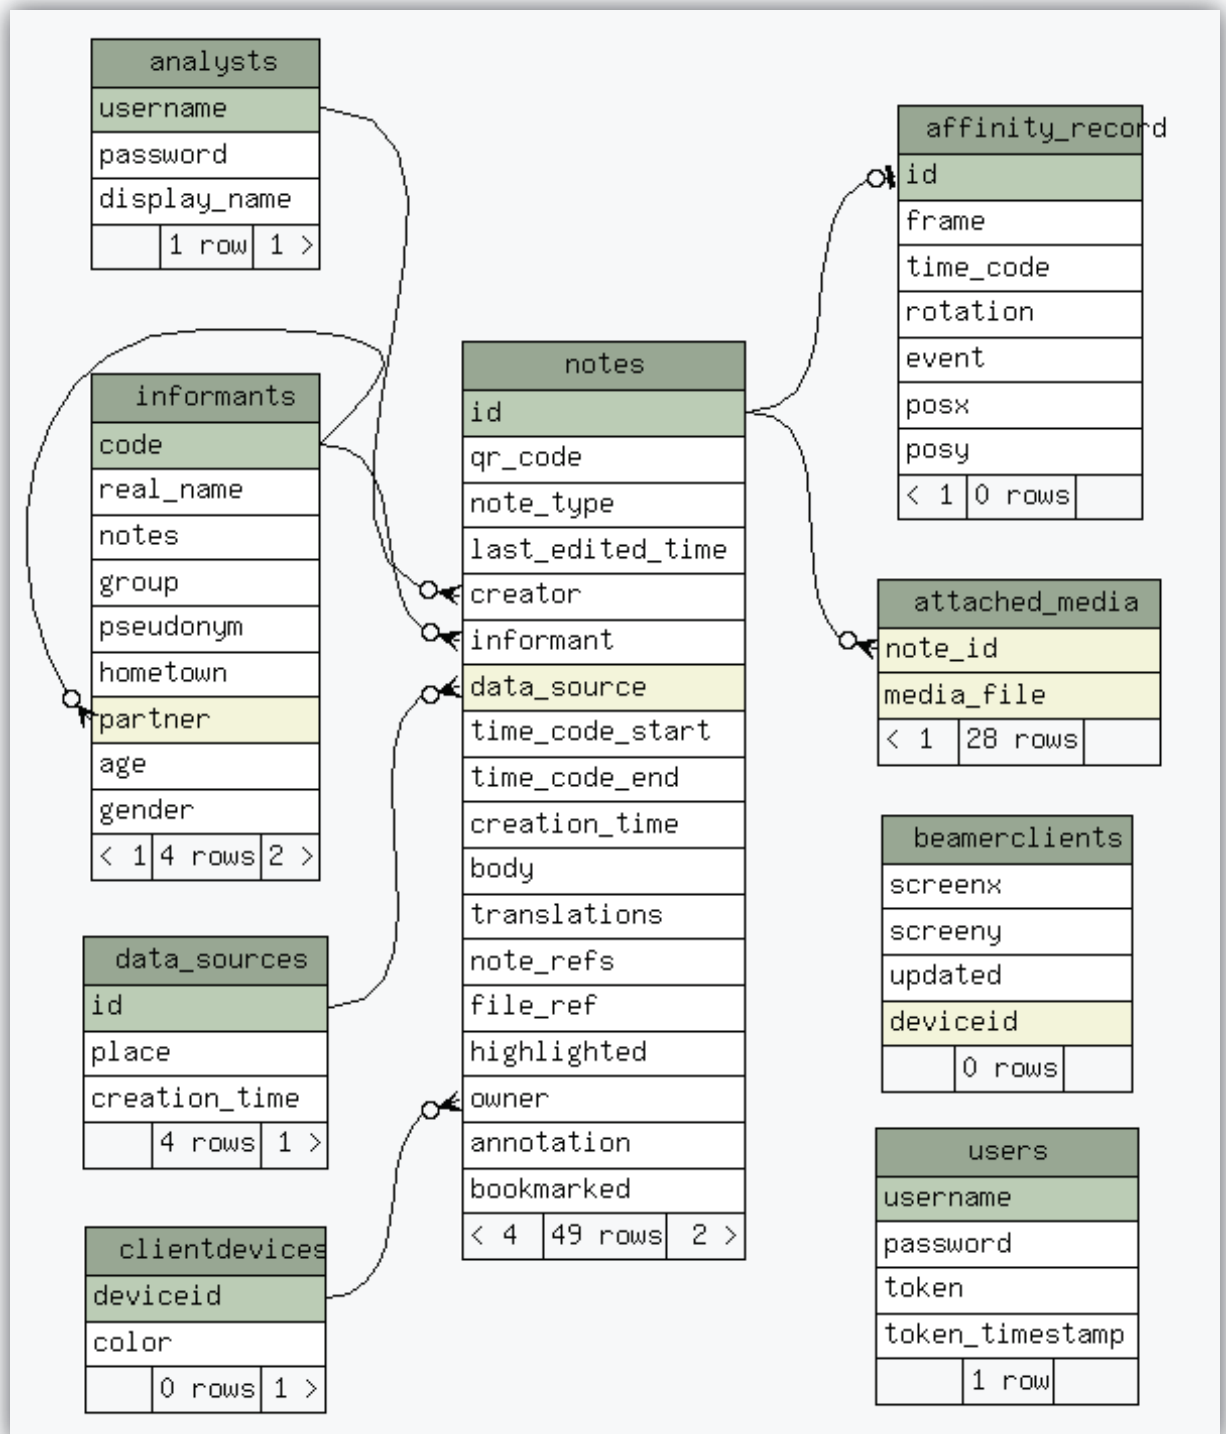 analysts
username
password
display_name
1 row 1 >
informants
code
real_name
notes
group
pseudonym
hometown
partner
age
gender
< 1 4 rows 2 >
data_sources
id
place
creation_time
4 rows 1 >
clientdevices
deviceid
color
0 rows 1 >
notes
id
qr_code
note_type
last_edited_time
creator
informant
data_source
time_code_start
time_code_end
creation_time
body
translations
note_refs
file_ref
highlighted
owner
annotation
bookmarked
< 4 49 rows 2 >
affinity_record
id
frame
time_code
rotation
event
posx
posy
< 1 0 rows
attached_media
note_id
media_file
< 1 28 rows
beamerclients
screenx
screeny
updated
deviceid
0 rows
users
username
password
token
token_timestamp
1 row